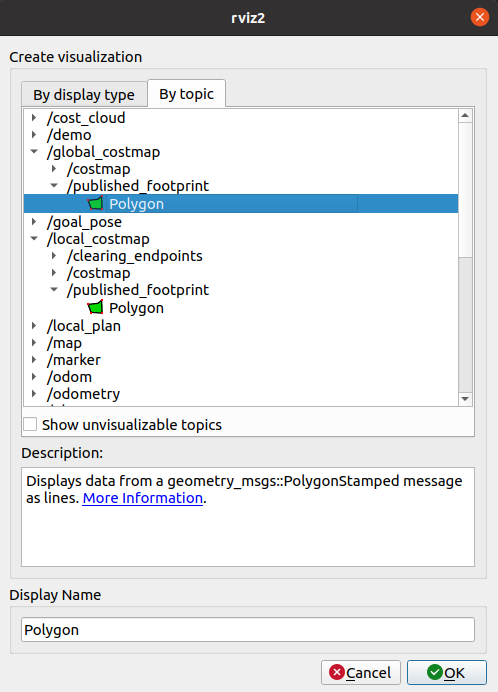 rviz2
Create visualization
By display type By topic
/cost_cloud
/demo
/global_costmap
/costmap
/published_footprint
Polygon
/goal_pose
/local_costmap
/clearing_endpoints
/costmap
/published_footprint
Polygon
/local_plan
/map
/marker
/odom
/odometry
Show unvisualizable topics
Description:
Displays data from a geometry_msgs::PolygonStamped message
as lines. More Information.
Display Name
Polygon
Cancel OK